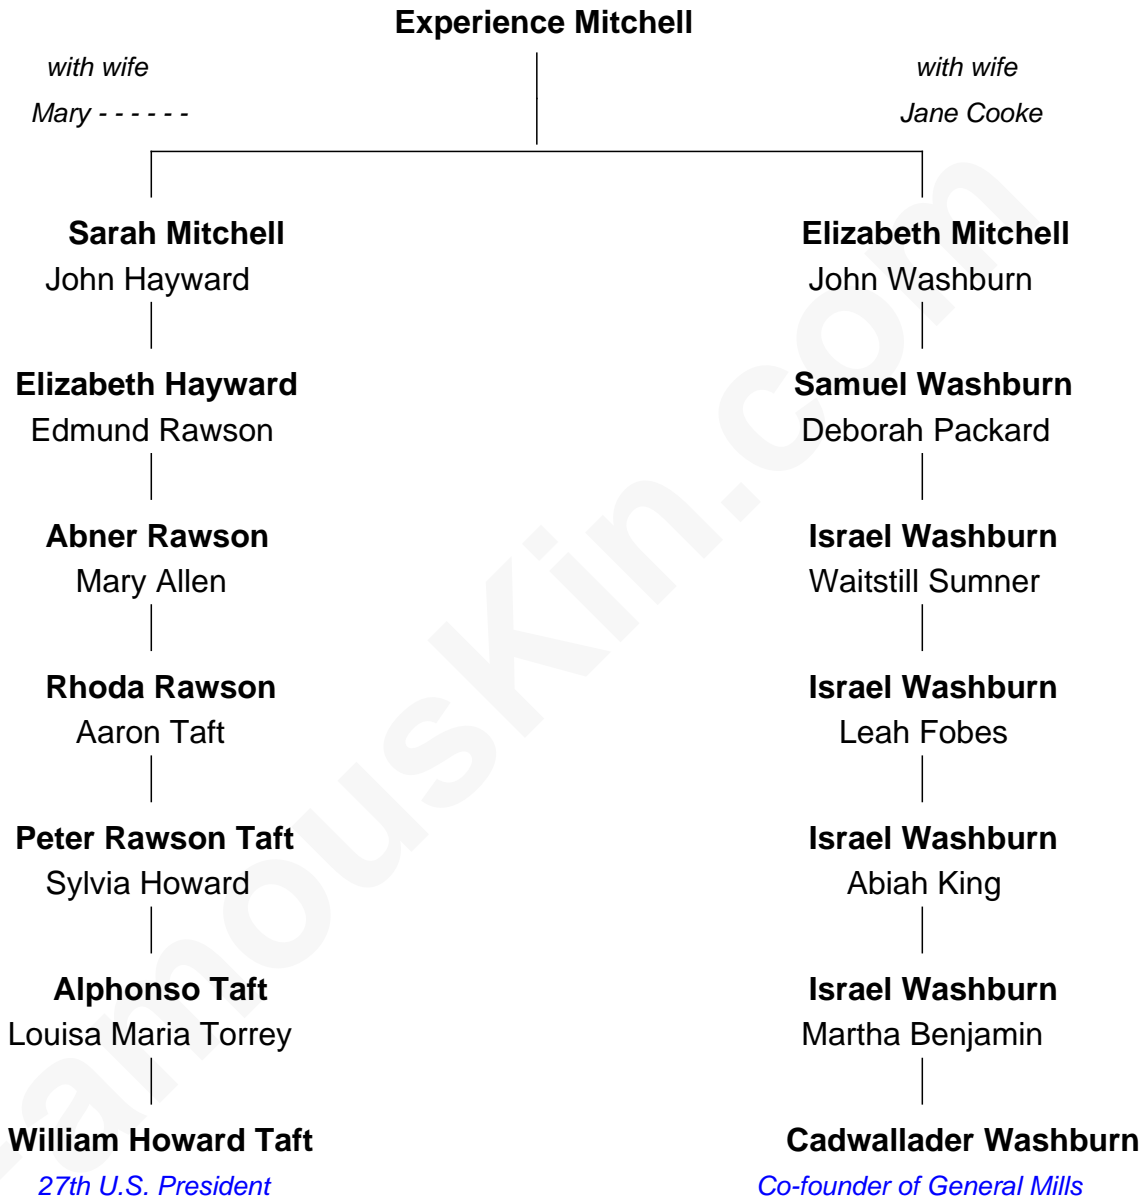 Experience Mitchell
with wife
Mary - - - - - -
with wife
Jane Cooke
Sarah Mitchell
John Hayward
Elizabeth Mitchell
John Washburn
Elizabeth Hayward
Edmund Rawson
Samuel Washburn
Deborah Packard
Abner Rawson
Mary Allen
Israel Washburn
Waitstill Sumner
Rhoda Rawson
Aaron Taft
Israel Washburn
Leah Fobes
Peter Rawson Taft
Sylvia Howard
Israel Washburn
Abiah King
Alphonso Taft
Louisa Maria Torrey
Israel Washburn
Martha Benjamin
William Howard Taft
27th U.S. President
Cadwallader Washburn
Co-founder of General Mills
FamousKin.com